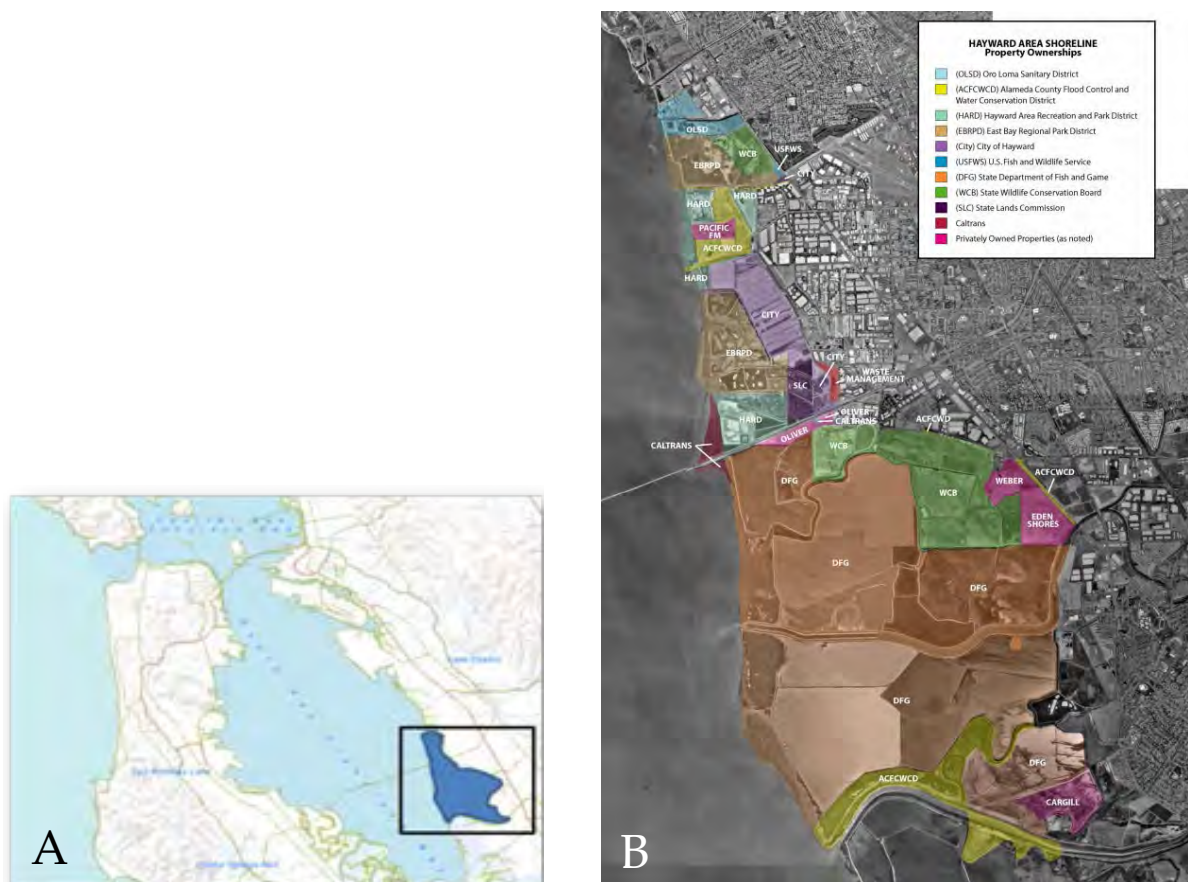 A
HAYWARD AREA SHORELINE
Property Ownerships
(OLSD) Oro Loma Sanitary District
(ACFCWCD) Alameda County Flood Control and
Water Conservation District
(HARD) Hayward Area Recreation and Park District
(EBRPD) East Bay Regional Park District
(City) City of Hayward
(USFWS) U.S. Fish and Wildlife Service
(DFG) State Department of Fish and Game
(WCB) State Wildlife Conservation Board
(SLC) State Lands Commission
Caltrans
Privately Owned Properties (as noted)
OLSD
WCB
USFWS
EBRPD
CITY
HARD
HARD
PACIFIC
FM
ACFCWCD
HARD
CITY
EBRPD
CITY
SLC
WASTE
MANAGEMENT
OLIVER
CALTRANS
HARD
ACFCWD
OLIVER
CALTRANS
WCB
DFG
ACFCWCD
WEBER
WCB
EDEN
SHORES
DFG
DFG
DFG
DFG
ACFCWCD
CARGILL
B